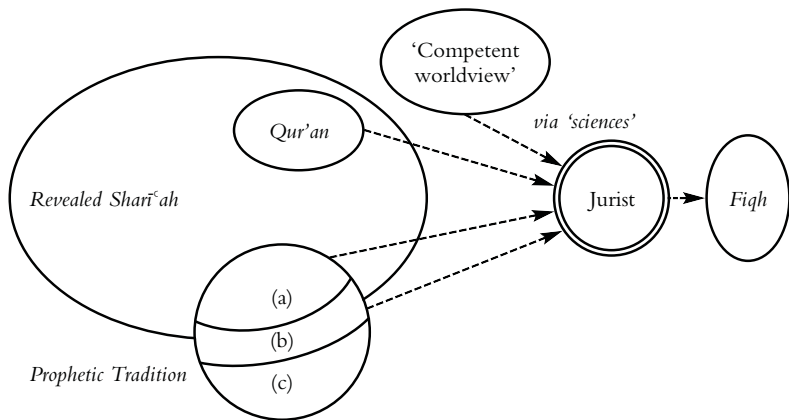 ‘Competent
worldview’
via ‘sciences’
Qur’an
Revealed Sharīʿah
Jurist
Fiqh
(a)
(b)
Prophetic Tradition
(c)